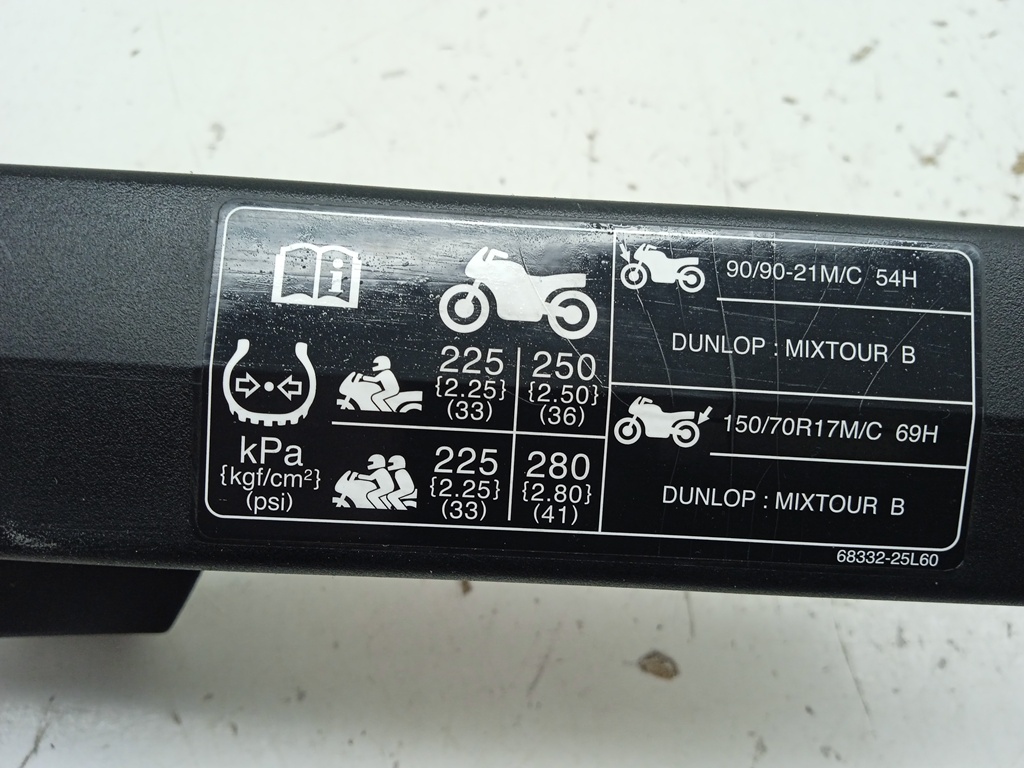 i
kPa
{kgf/cm²}
(psi)
225 250
{2.25} {2.50}
(33) (36)
225 280
{2.25} {2.80}
(33) (41)
90/90-21M/C 54H
DUNLOP : MIXTOUR B
150/70R17M/C 69H
DUNLOP : MIXTOUR B
68332-25L60